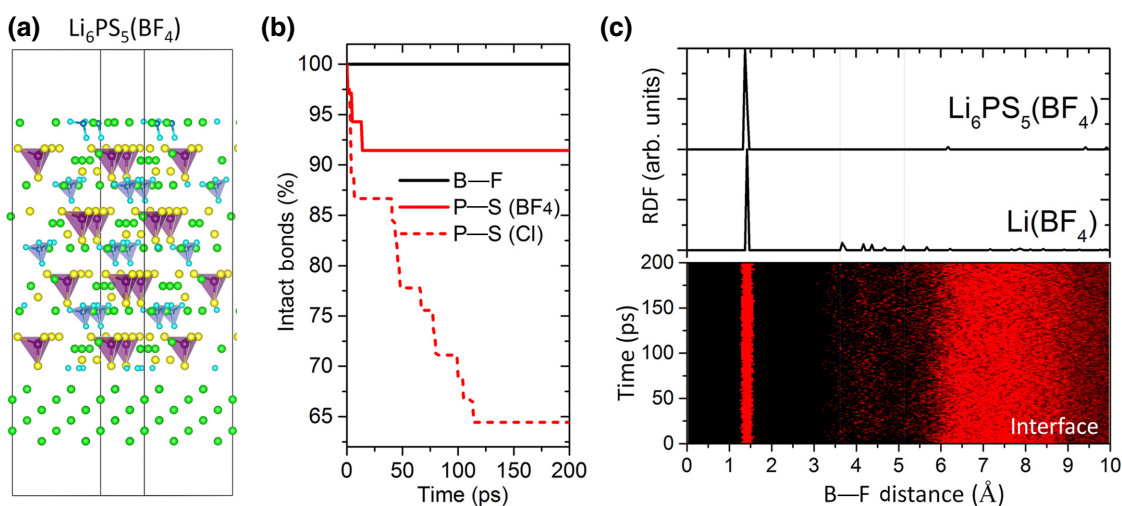 (a)
Li₆PS₅(BF₄)
(b)
Intact bonds (%)
100
95
90
85
80
75
70
65
B—F
P—S (BF₄)
P—S (Cl)
0
50
100
150
200
Time (ps)
(c)
RDF (arb. units)
Li₆PS₅(BF₄)
Li(BF₄)
Time (ps)
200
150
100
50
0
Interface
0
1
2
3
4
5
6
7
8
9
10
B—F distance (Å)